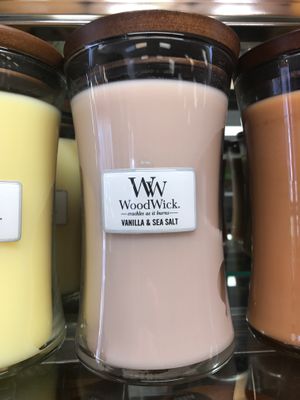 WW
WoodWick.
crackles as it burns
VANILLA & SEA SALT